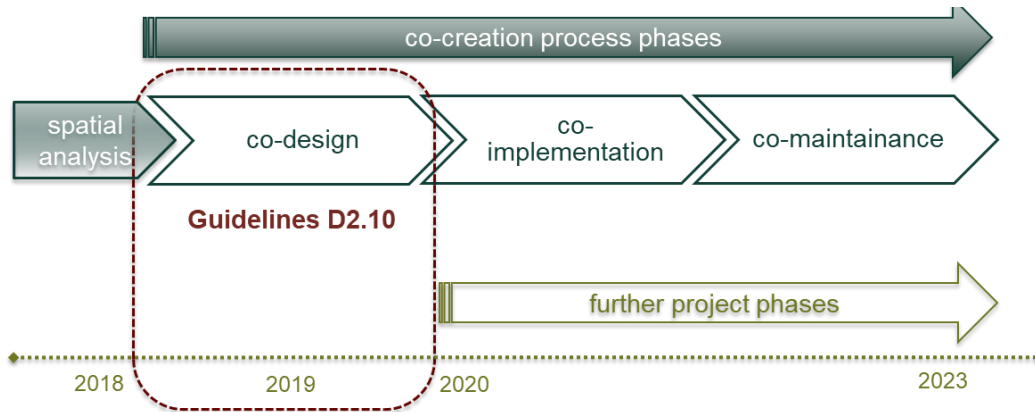 co-creation process phases
spatial
analysis
co-design
co-
implementation
co-maintainance
Guidelines D2.10
further project phases
2018
2019
2020
2023